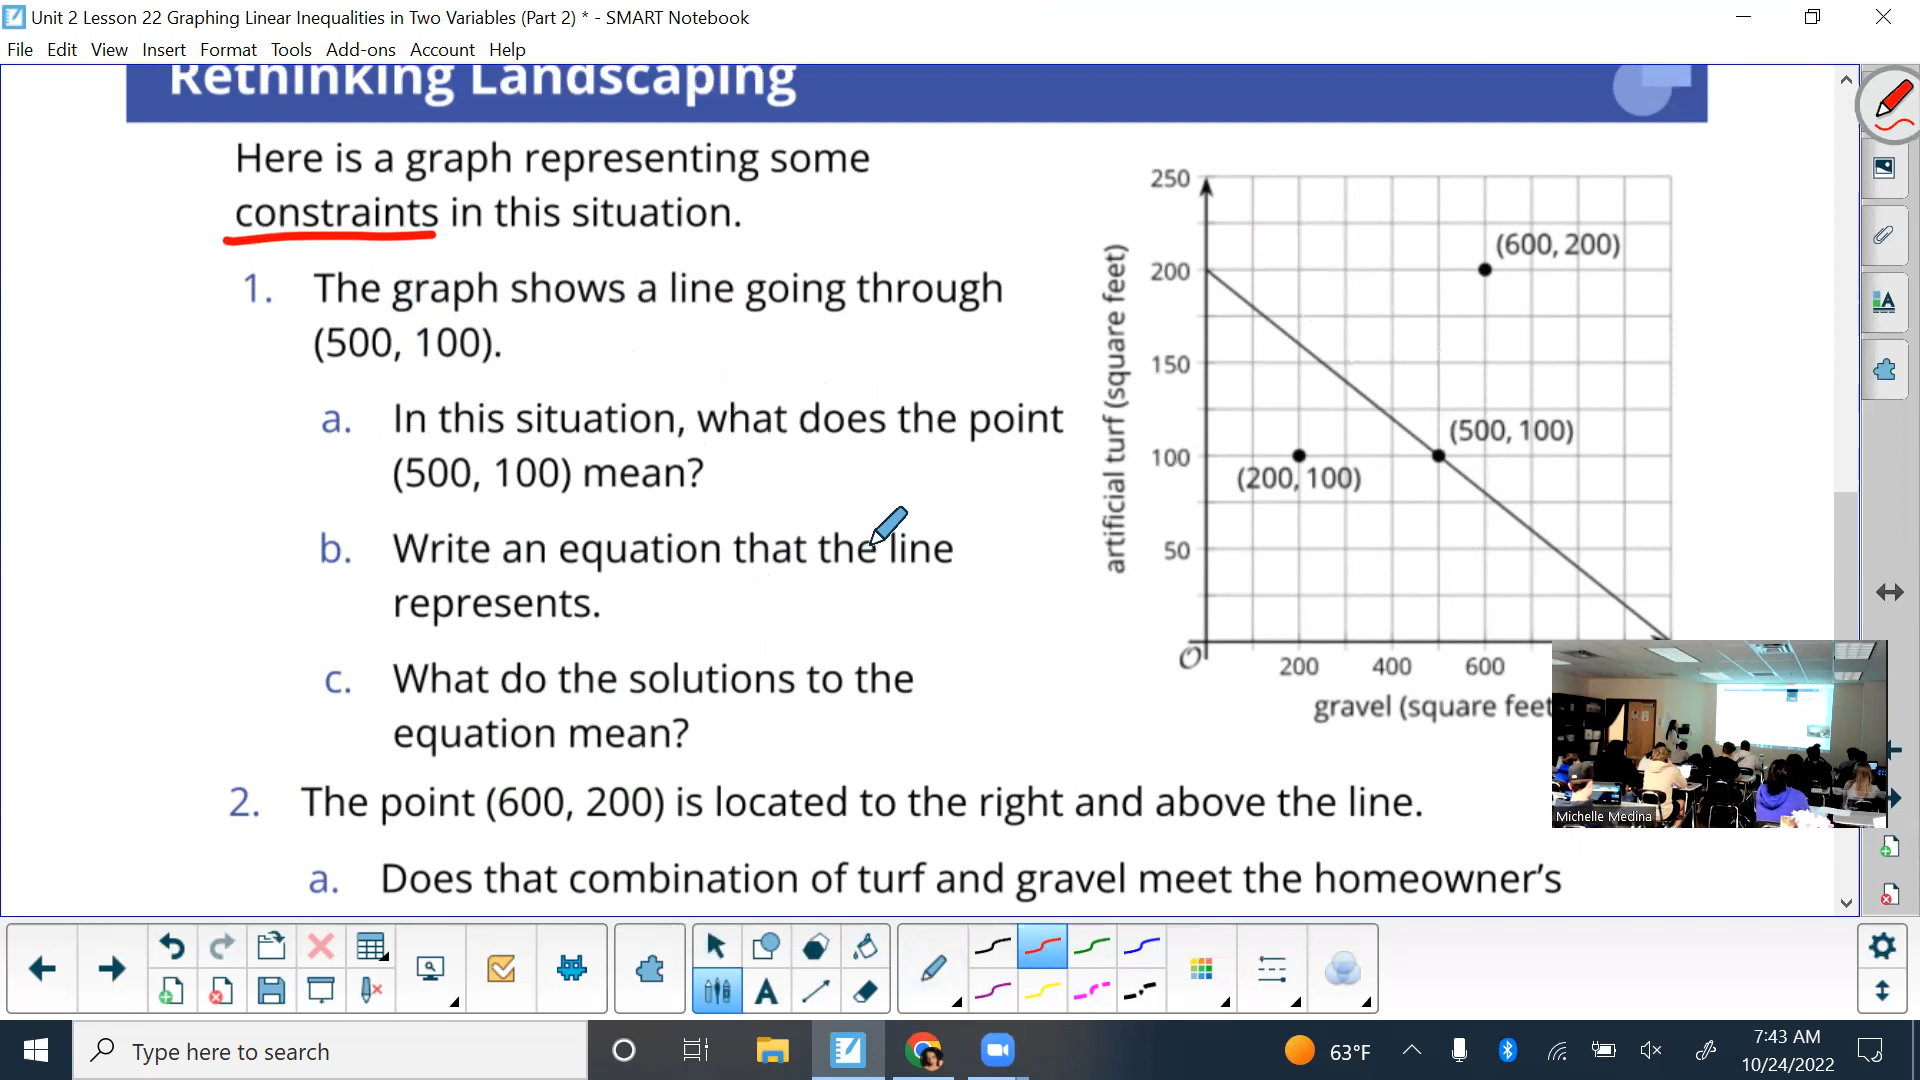 Unit 2 Lesson 22 Graphing Linear Inequalities in Two Variables (Part 2) * - SMART Notebook
File Edit View Insert Format Tools Add-ons Account Help
Rethinking Landscaping
Here is a graph representing some
constraints in this situation.
1. The graph shows a line going through
(500, 100).
a. In this situation, what does the point
(500, 100) mean?
b. Write an equation that the line
represents.
c. What do the solutions to the
equation mean?
2. The point (600, 200) is located to the right and above the line.
a. Does that combination of turf and gravel meet the homeowner's
artificial turf (square feet)
250
200
150
100
50
(600, 200)
(500, 100)
(200, 100)
O
200 400 600
gravel (square feet
Michelle Medina
Type here to search
63°F
7:43 AM
10/24/2022